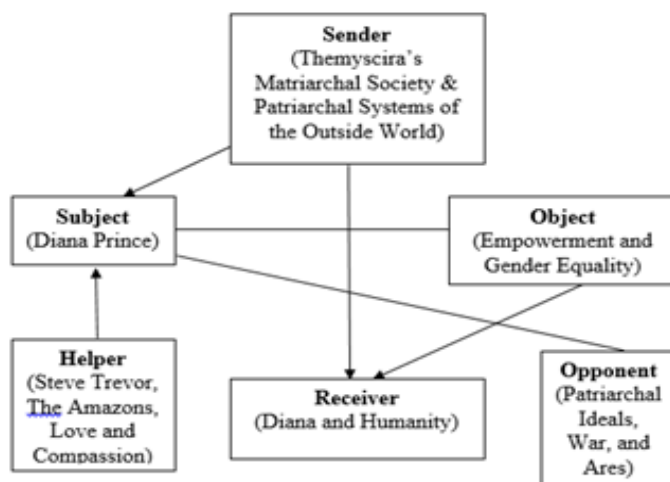 Sender
(Themyscira's
Matriarchal Society &
Patriarchal Systems of
the Outside World)
Subject
(Diana Prince)
Object
(Empowerment and
Gender Equality)
Helper
(Steve Trevor,
The Amazons,
Love and
Compassion)
Receiver
(Diana and Humanity)
Opponent
(Patriarchal
Ideals,
War, and
Ares)